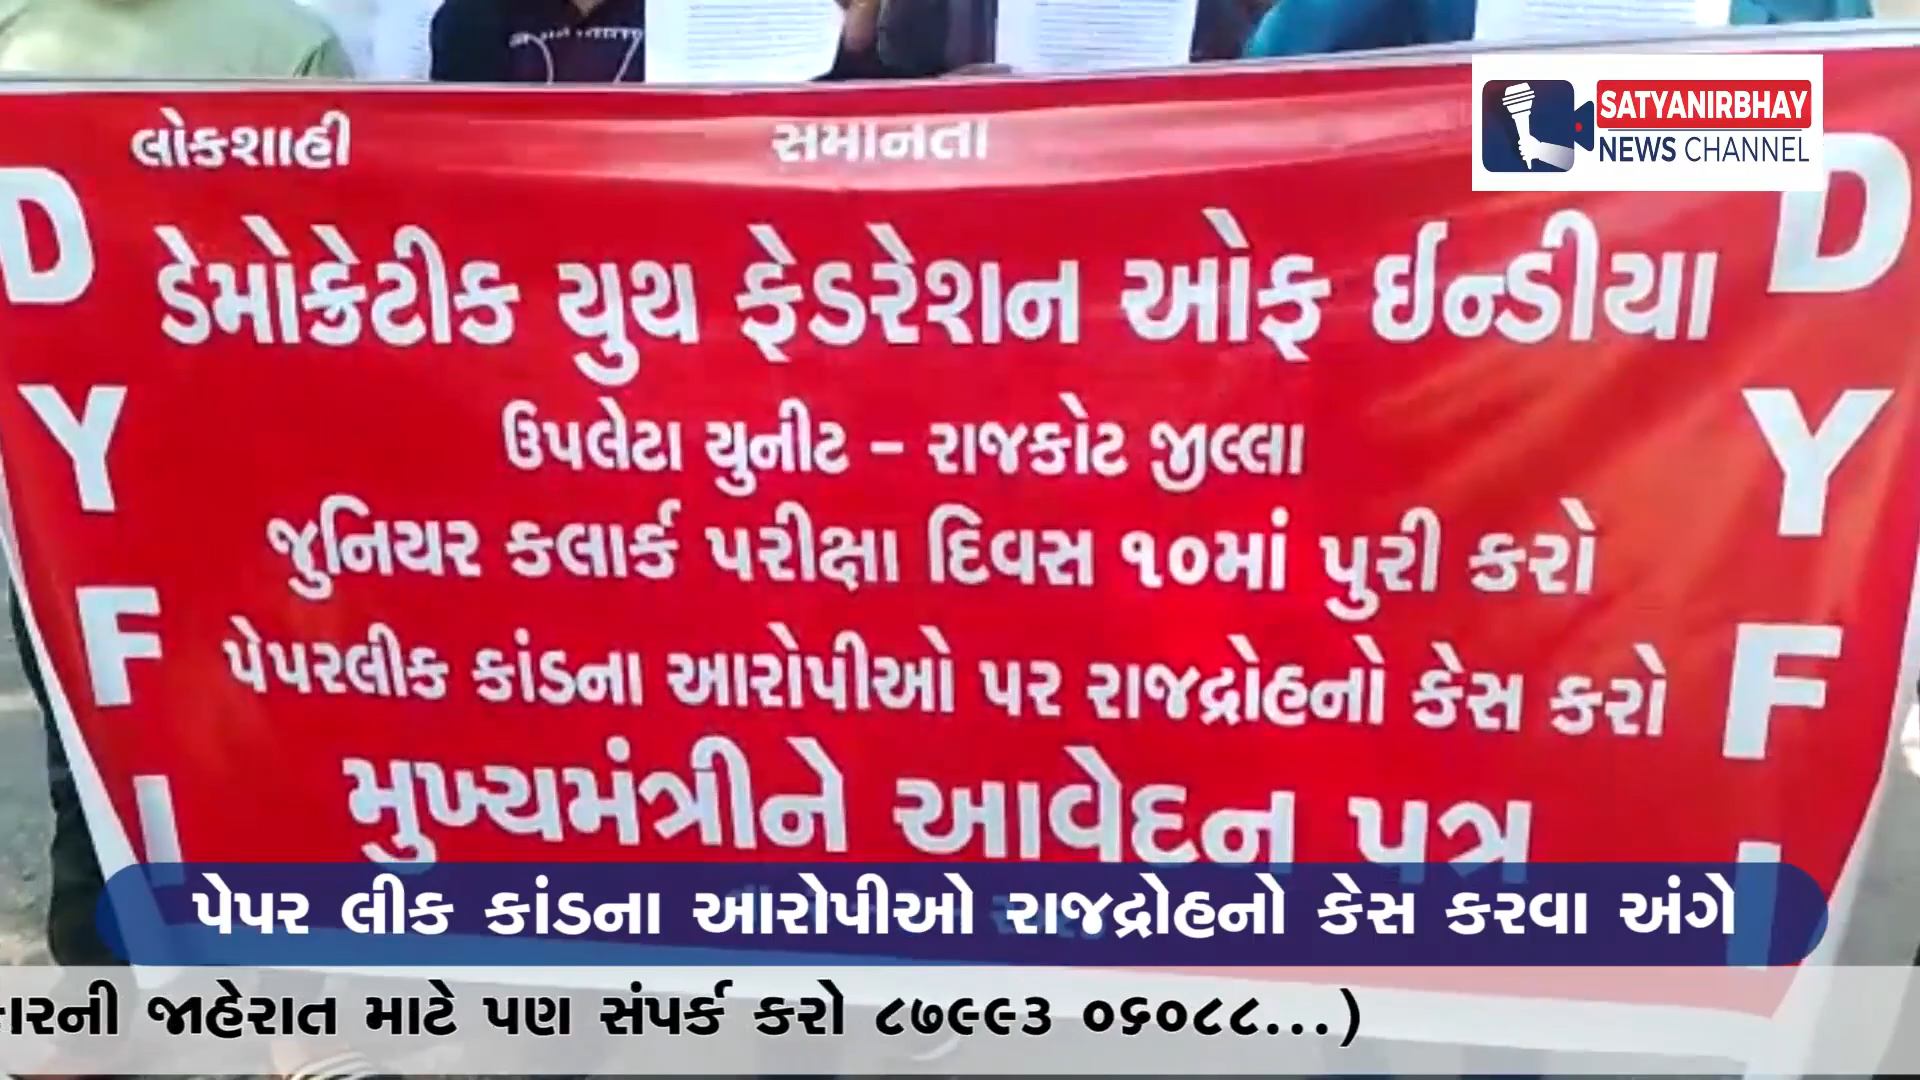 લોકશાહી સમાનતા
SATYANIRBHAY
NEWS CHANNEL
DYFI
DYFI
ડેમોક્રેટીક યુથ ફેડરેશન ઓફ ઈન્ડીયા
ઉપલેટા યુનીટ – રાજકોટ જીલ્લા
જુનિયર કલાર્ક પરીક્ષા દિવસ ૧૦માં પુરી કરો
પેપરલીક કાંડના આરોપીઓ પર રાજદ્રોહનો કેસ કરો
મુખ્યમંત્રીને આવેદન પત્ર
પેપર લીક કાંડના આરોપીઓ રાજદ્રોહનો કેસ કરવા અંગે
જાહેરાત માટે પણ સંપર્ક કરો ૮૭૯૯૩ ૦૬૦૮૮...)